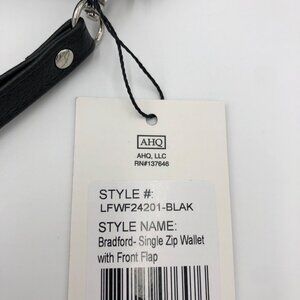 AHQ
AHQ, LLC
RN#137646
STYLE #:
LFWF24201-BLAK
STYLE NAME:
Bradford- Single Zip Wallet
with Front Flap